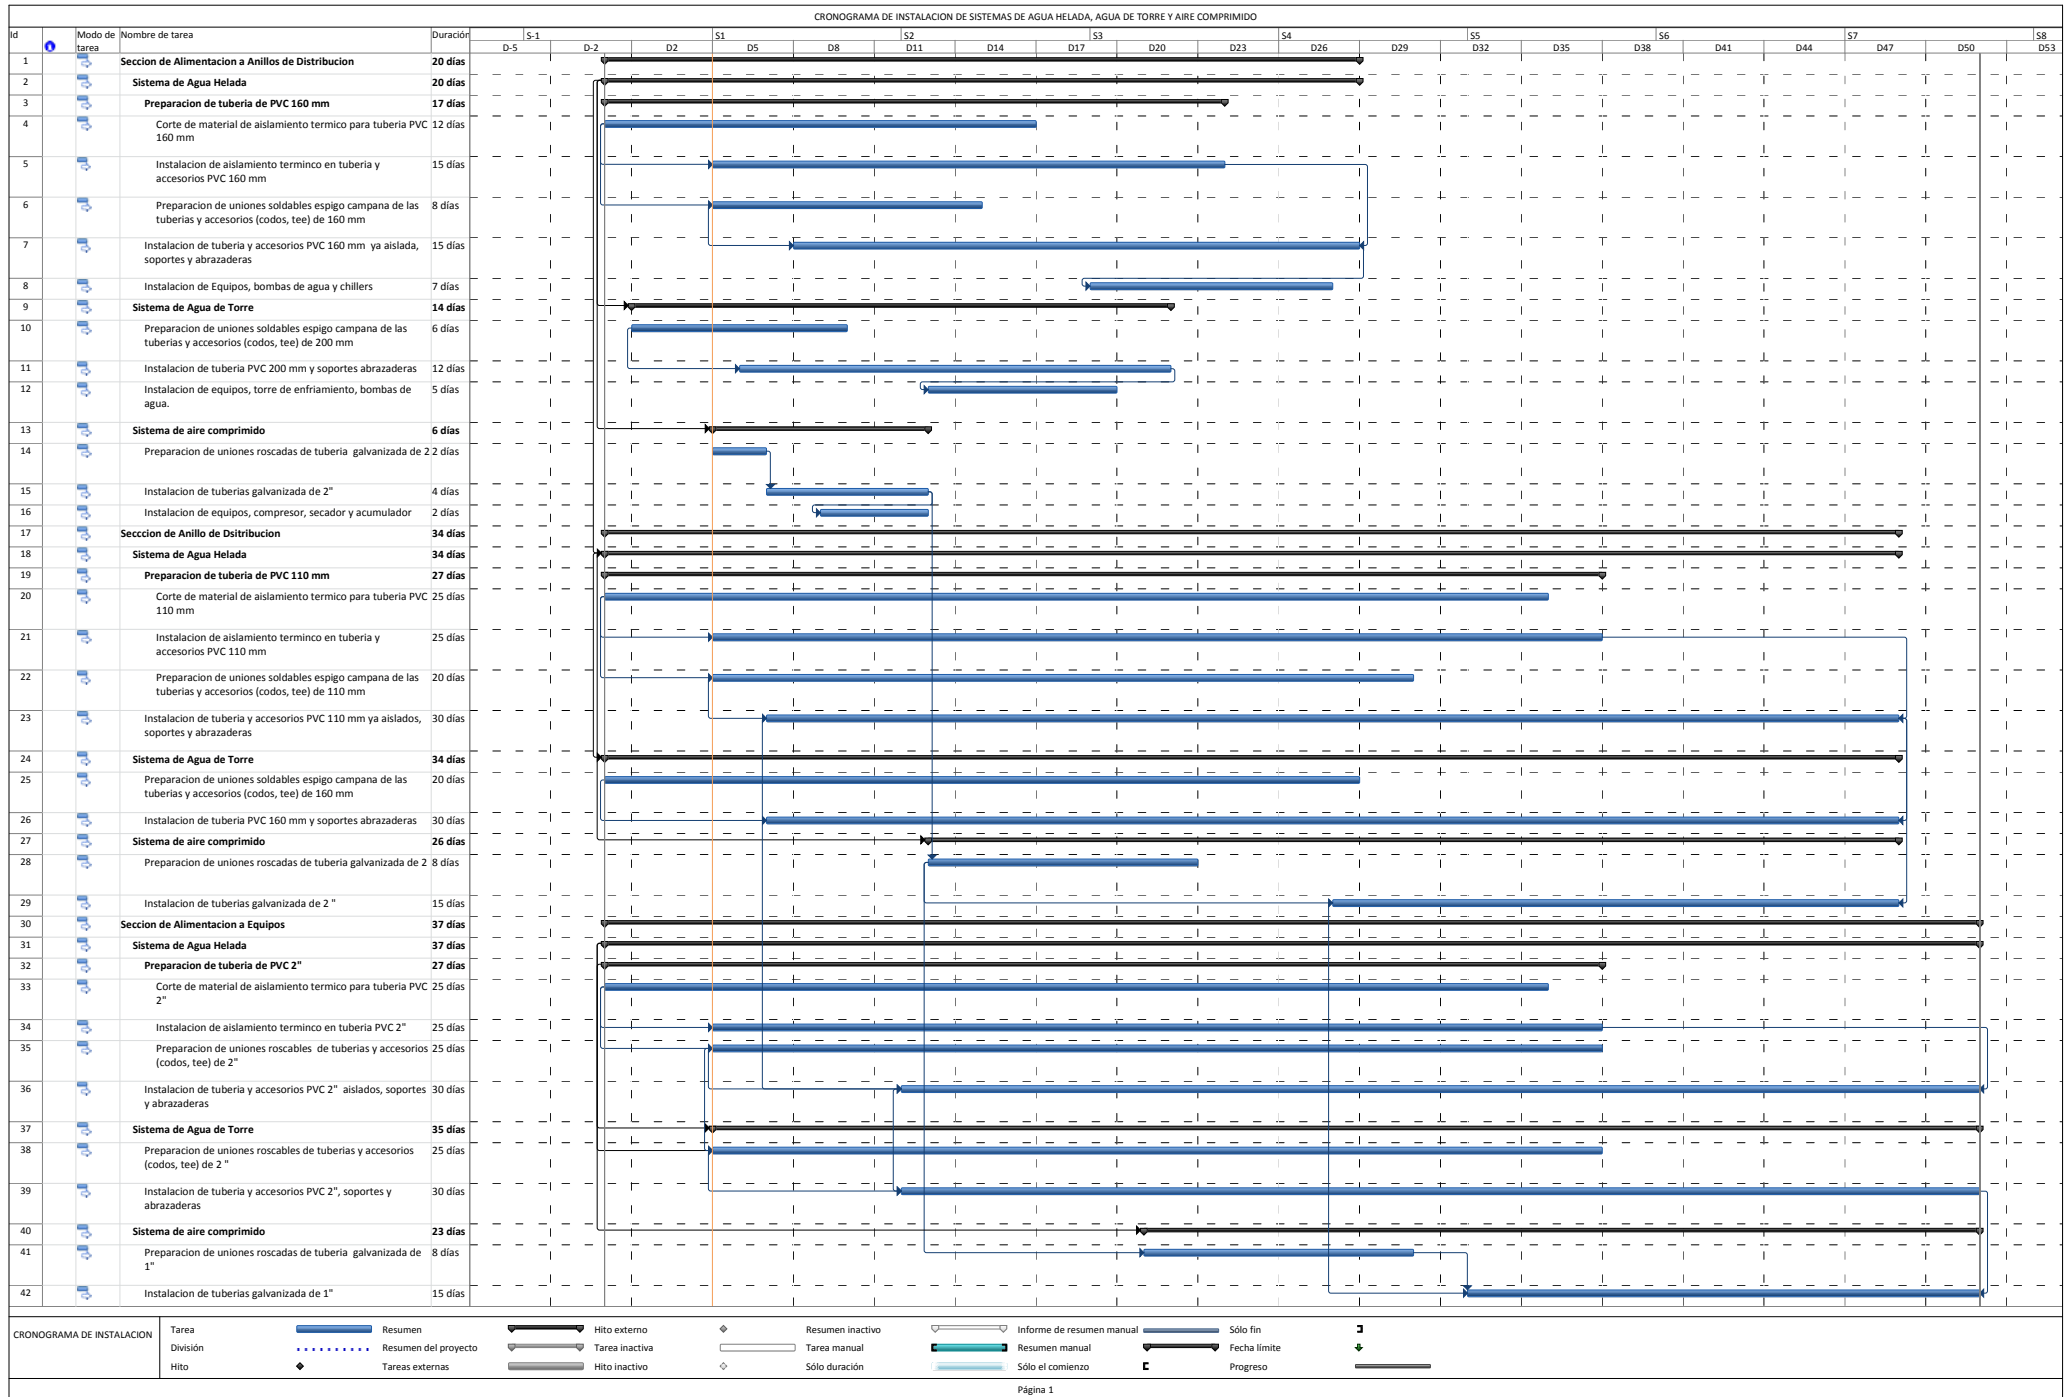 CRONOGRAMA DE INSTALACION DE SISTEMAS DE AGUA HELADA, AGUA DE TORRE Y AIRE COMPRIMIDO
Id Modo de tarea Nombre de tarea Duración
S-1 S1 S2 S3 S4 S5 S6 S7 S8
D-5 D-2 D2 D5 D8 D11 D14 D17 D20 D23 D26 D29 D32 D35 D38 D41 D44 D47 D50 D53
1 Seccion de Alimentacion a Anillos de Distribucion 20 días
2 Sistema de Agua Helada 20 días
3 Preparacion de tuberia de PVC 160 mm 17 días
4 Corte de material de aislamiento termico para tuberia PVC 12 días
160 mm
5 Instalacion de aislamiento terminco en tuberia y 15 días
accesorios PVC 160 mm
6 Preparacion de uniones soldables espigo campana de las 8 días
tuberias y accesorios (codos, tee) de 160 mm
7 Instalacion de tuberia y accesorios PVC 160 mm ya aislada, 15 días
soportes y abrazaderas
8 Instalacion de Equipos, bombas de agua y chillers 7 días
9 Sistema de Agua de Torre 14 días
10 Preparacion de uniones soldables espigo campana de las 6 días
tuberias y accesorios (codos, tee) de 200 mm
11 Instalacion de tuberia PVC 200 mm y soportes abrazaderas 12 días
12 Instalacion de equipos, torre de enfriamiento, bombas de 5 días
agua.
13 Sistema de aire comprimido 6 días
14 Preparacion de uniones roscadas de tuberia galvanizada de 2 2 días
15 Instalacion de tuberias galvanizada de 2" 4 días
16 Instalacion de equipos, compresor, secador y acumulador 2 días
17 Secccion de Anillo de Dsitribucion 34 días
18 Sistema de Agua Helada 34 días
19 Preparacion de tuberia de PVC 110 mm 27 días
20 Corte de material de aislamiento termico para tuberia PVC 25 días
110 mm
21 Instalacion de aislamiento terminco en tuberia y 25 días
accesorios PVC 110 mm
22 Preparacion de uniones soldables espigo campana de las 20 días
tuberias y accesorios (codos, tee) de 110 mm
23 Instalacion de tuberia y accesorios PVC 110 mm ya aislados, 30 días
soportes y abrazaderas
24 Sistema de Agua de Torre 34 días
25 Preparacion de uniones soldables espigo campana de las 20 días
tuberias y accesorios (codos, tee) de 160 mm
26 Instalacion de tuberia PVC 160 mm y soportes abrazaderas 30 días
27 Sistema de aire comprimido 26 días
28 Preparacion de uniones roscadas de tuberia galvanizada de 2 8 días
29 Instalacion de tuberias galvanizada de 2 " 15 días
30 Seccion de Alimentacion a Equipos 37 días
31 Sistema de Agua Helada 37 días
32 Preparacion de tuberia de PVC 2" 27 días
33 Corte de material de aislamiento termico para tuberia PVC 25 días
2"
34 Instalacion de aislamiento terminco en tuberia PVC 2" 25 días
35 Preparacion de uniones roscables de tuberias y accesorios 25 días
(codos, tee) de 2"
36 Instalacion de tuberia y accesorios PVC 2" aislados, soportes 30 días
y abrazaderas
37 Sistema de Agua de Torre 35 días
38 Preparacion de uniones roscables de tuberias y accesorios 25 días
(codos, tee) de 2 "
39 Instalacion de tuberia y accesorios PVC 2", soportes y 30 días
abrazaderas
40 Sistema de aire comprimido 23 días
41 Preparacion de uniones roscadas de tuberia galvanizada de 8 días
1"
42 Instalacion de tuberias galvanizada de 1" 15 días
CRONOGRAMA DE INSTALACION
Tarea Resumen Hito externo Resumen inactivo Informe de resumen manual Sólo fin
División Resumen del proyecto Tarea inactiva Tarea manual Resumen manual Fecha límite
Hito Tareas externas Hito inactivo Sólo duración Sólo el comienzo Progreso
Página 1